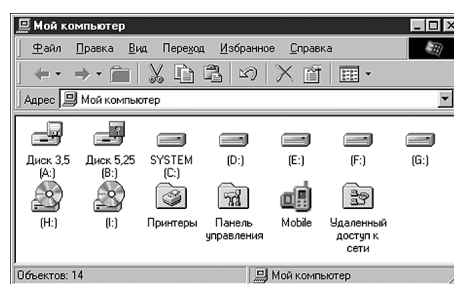 Мой компьютер
Файл Правка Вид Переход Избранное Справка
Адрес Мой компьютер
Диск 3,5 (A:)
Диск 5,25 (B:)
SYSTEM (C:)
(D:)
(E:)
(F:)
(G:)
(H:)
(I:)
Принтеры
Панель управления
Mobile
Удаленный доступ к сети
Объектов: 14
Мой компьютер